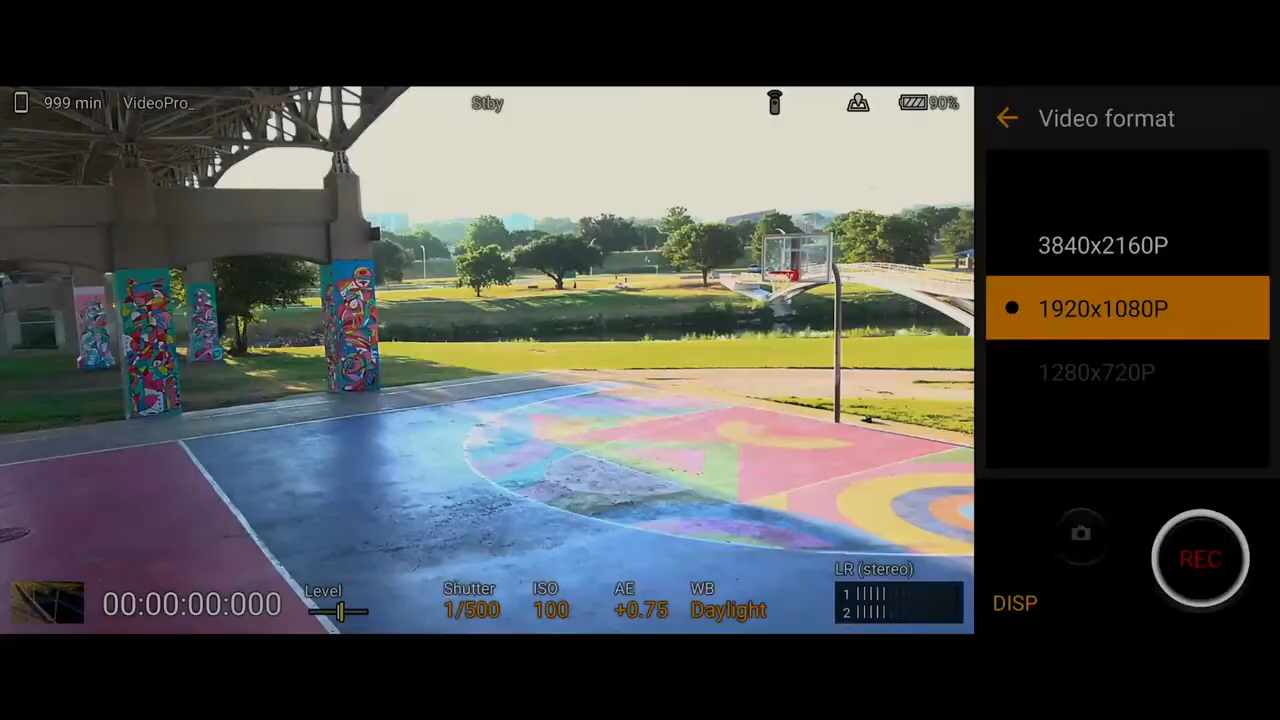 999 min VideoPro_ Stby 90%
Video format
3840x2160P
1920x1080P
1280x720P
LR (stereo)
1
2
00:00:00:000
Level
Shutter ISO AE WB
1/500 100 +0.75 Daylight
DISP
REC